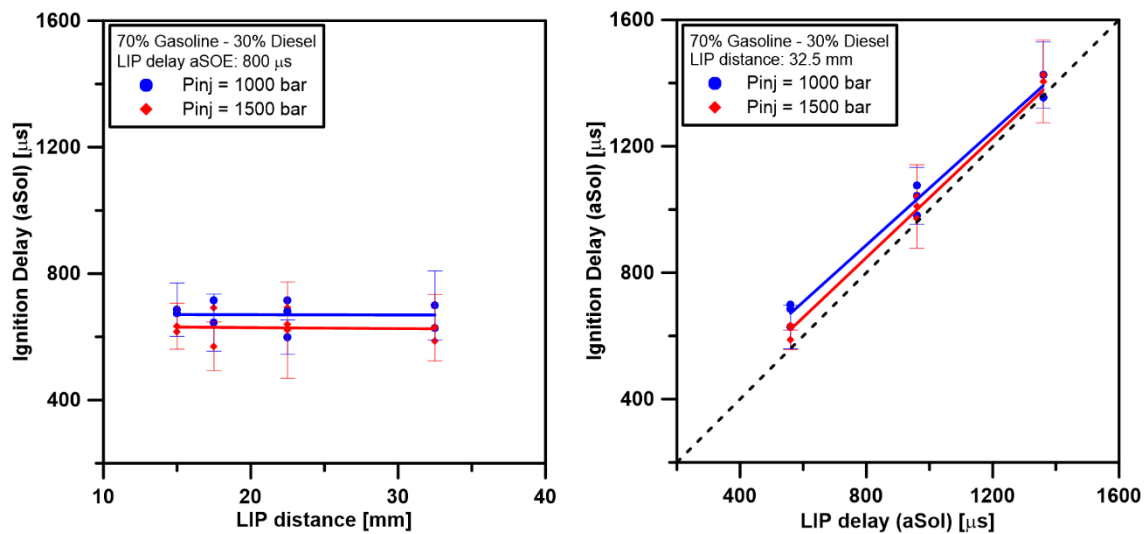 1600
1200
800
400
Ignition Delay (aSoI) [µs]
70% Gasoline - 30% Diesel
LIP delay aSOE: 800 µs
Pinj = 1000 bar
Pinj = 1500 bar
10
20
30
40
LIP distance [mm]
1600
1200
800
400
Ignition Delay (aSoI) [µs]
70% Gasoline - 30% Diesel
LIP distance: 32.5 mm
Pinj = 1000 bar
Pinj = 1500 bar
400
800
1200
1600
LIP delay (aSoI) [µs]